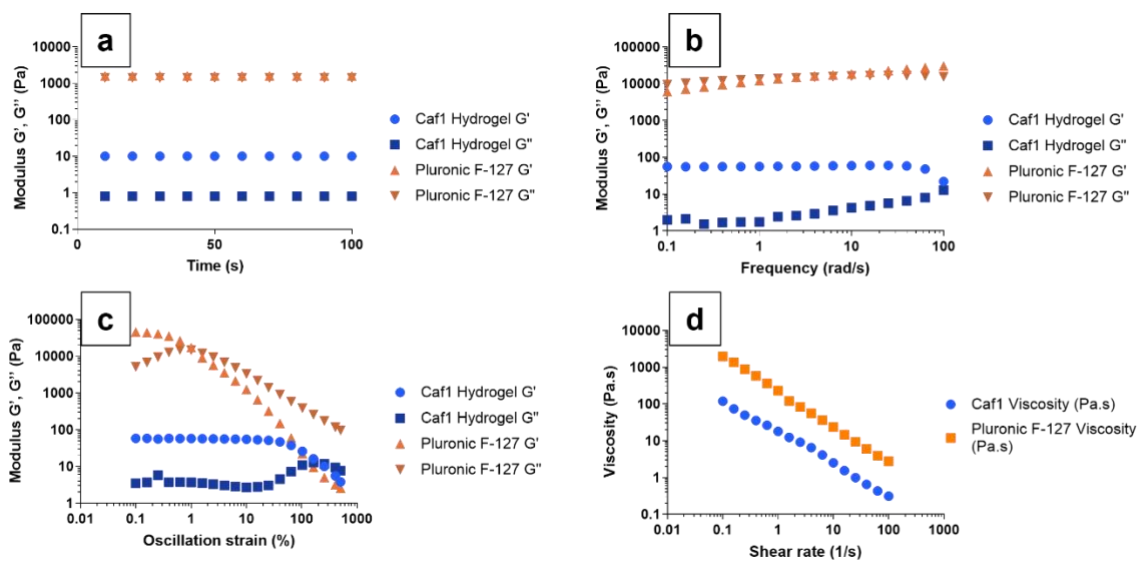 a
10000
1000
100
10
1
0.1
0
50
100
Modulus G', G'' (Pa)
Time (s)
Caf1 Hydrogel G'
Caf1 Hydrogel G"
Pluronic F-127 G'
Pluronic F-127 G"
b
100000
10000
1000
100
10
1
0.1
1
10
100
Modulus G', G'' (Pa)
Frequency (rad/s)
Caf1 Hydrogel G'
Caf1 Hydrogel G"
Pluronic F-127 G'
Pluronic F-127 G"
c
100000
10000
1000
100
10
1
0.01
0.1
1
10
100
1000
Modulus G', G'' (Pa)
Oscillation strain (%)
Caf1 Hydrogel G'
Caf1 Hydrogel G"
Pluronic F-127 G'
Pluronic F-127 G"
d
10000
1000
100
10
1
0.1
0.01
0.1
1
10
100
1000
Viscosity (Pa.s)
Shear rate (1/s)
Caf1 Viscosity (Pa.s)
Pluronic F-127 Viscosity
(Pa.s)